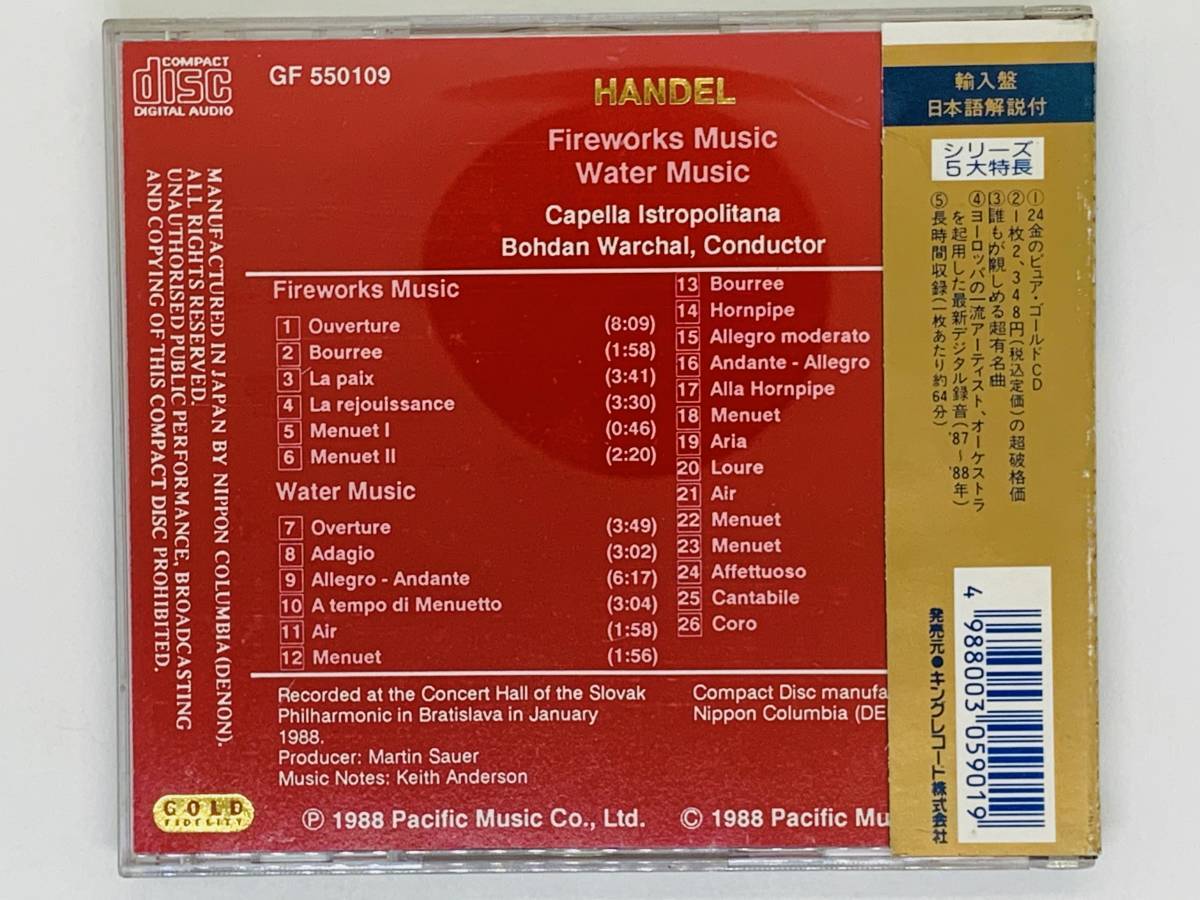 COMPACT
disc
DIGITAL AUDIO
GF 550109
HANDEL
Fireworks Music
Water Music
Capella Istropolitana
Bohdan Warchal, Conductor
MANUFACTURED IN JAPAN BY NIPPON COLUMBIA (DENON).
ALL RIGHTS RESERVED.
UNAUTHORISED PUBLIC PERFORMANCE, BROADCASTING
AND COPYING OF THIS COMPACT DISC PROHIBITED.
Fireworks Music
1 Ouverture (8:09)
2 Bourree (1:58)
3 La paix (3:41)
4 La rejouissance (3:30)
5 Menuet I (0:46)
6 Menuet II (2:20)
Water Music
7 Overture (3:49)
8 Adagio (3:02)
9 Allegro - Andante (6:17)
10 A tempo di Menuetto (3:04)
11 Air (1:58)
12 Menuet (1:56)
13 Bourree
14 Hornpipe
15 Allegro moderato
16 Andante - Allegro
17 Alla Hornpipe
18 Menuet
19 Aria
20 Loure
21 Air
22 Menuet
23 Menuet
24 Affettuoso
25 Cantabile
26 Coro
Recorded at the Concert Hall of the Slovak
Philharmonic in Bratislava in January
1988.
Producer: Martin Sauer
Music Notes: Keith Anderson
Compact Disc manufa
Nippon Columbia (DE
GOLD
FIDELITY
Ⓟ 1988 Pacific Music Co., Ltd.
© 1988 Pacific Mu
輸入盤
日本語解説付
シリーズ
5大特長
①24金のピュア・ゴールドCD
②1枚2、348円(税込定価)の超破格価
③誰もが親しめる超有名曲
④ヨーロッパの一流アーティスト、オーケストラ
を起用した最新デジタル録音('87〜'88年)
⑤長時間収録(一枚あたり約64分)
4 988003 059019
発売元●キングレコード株式会社